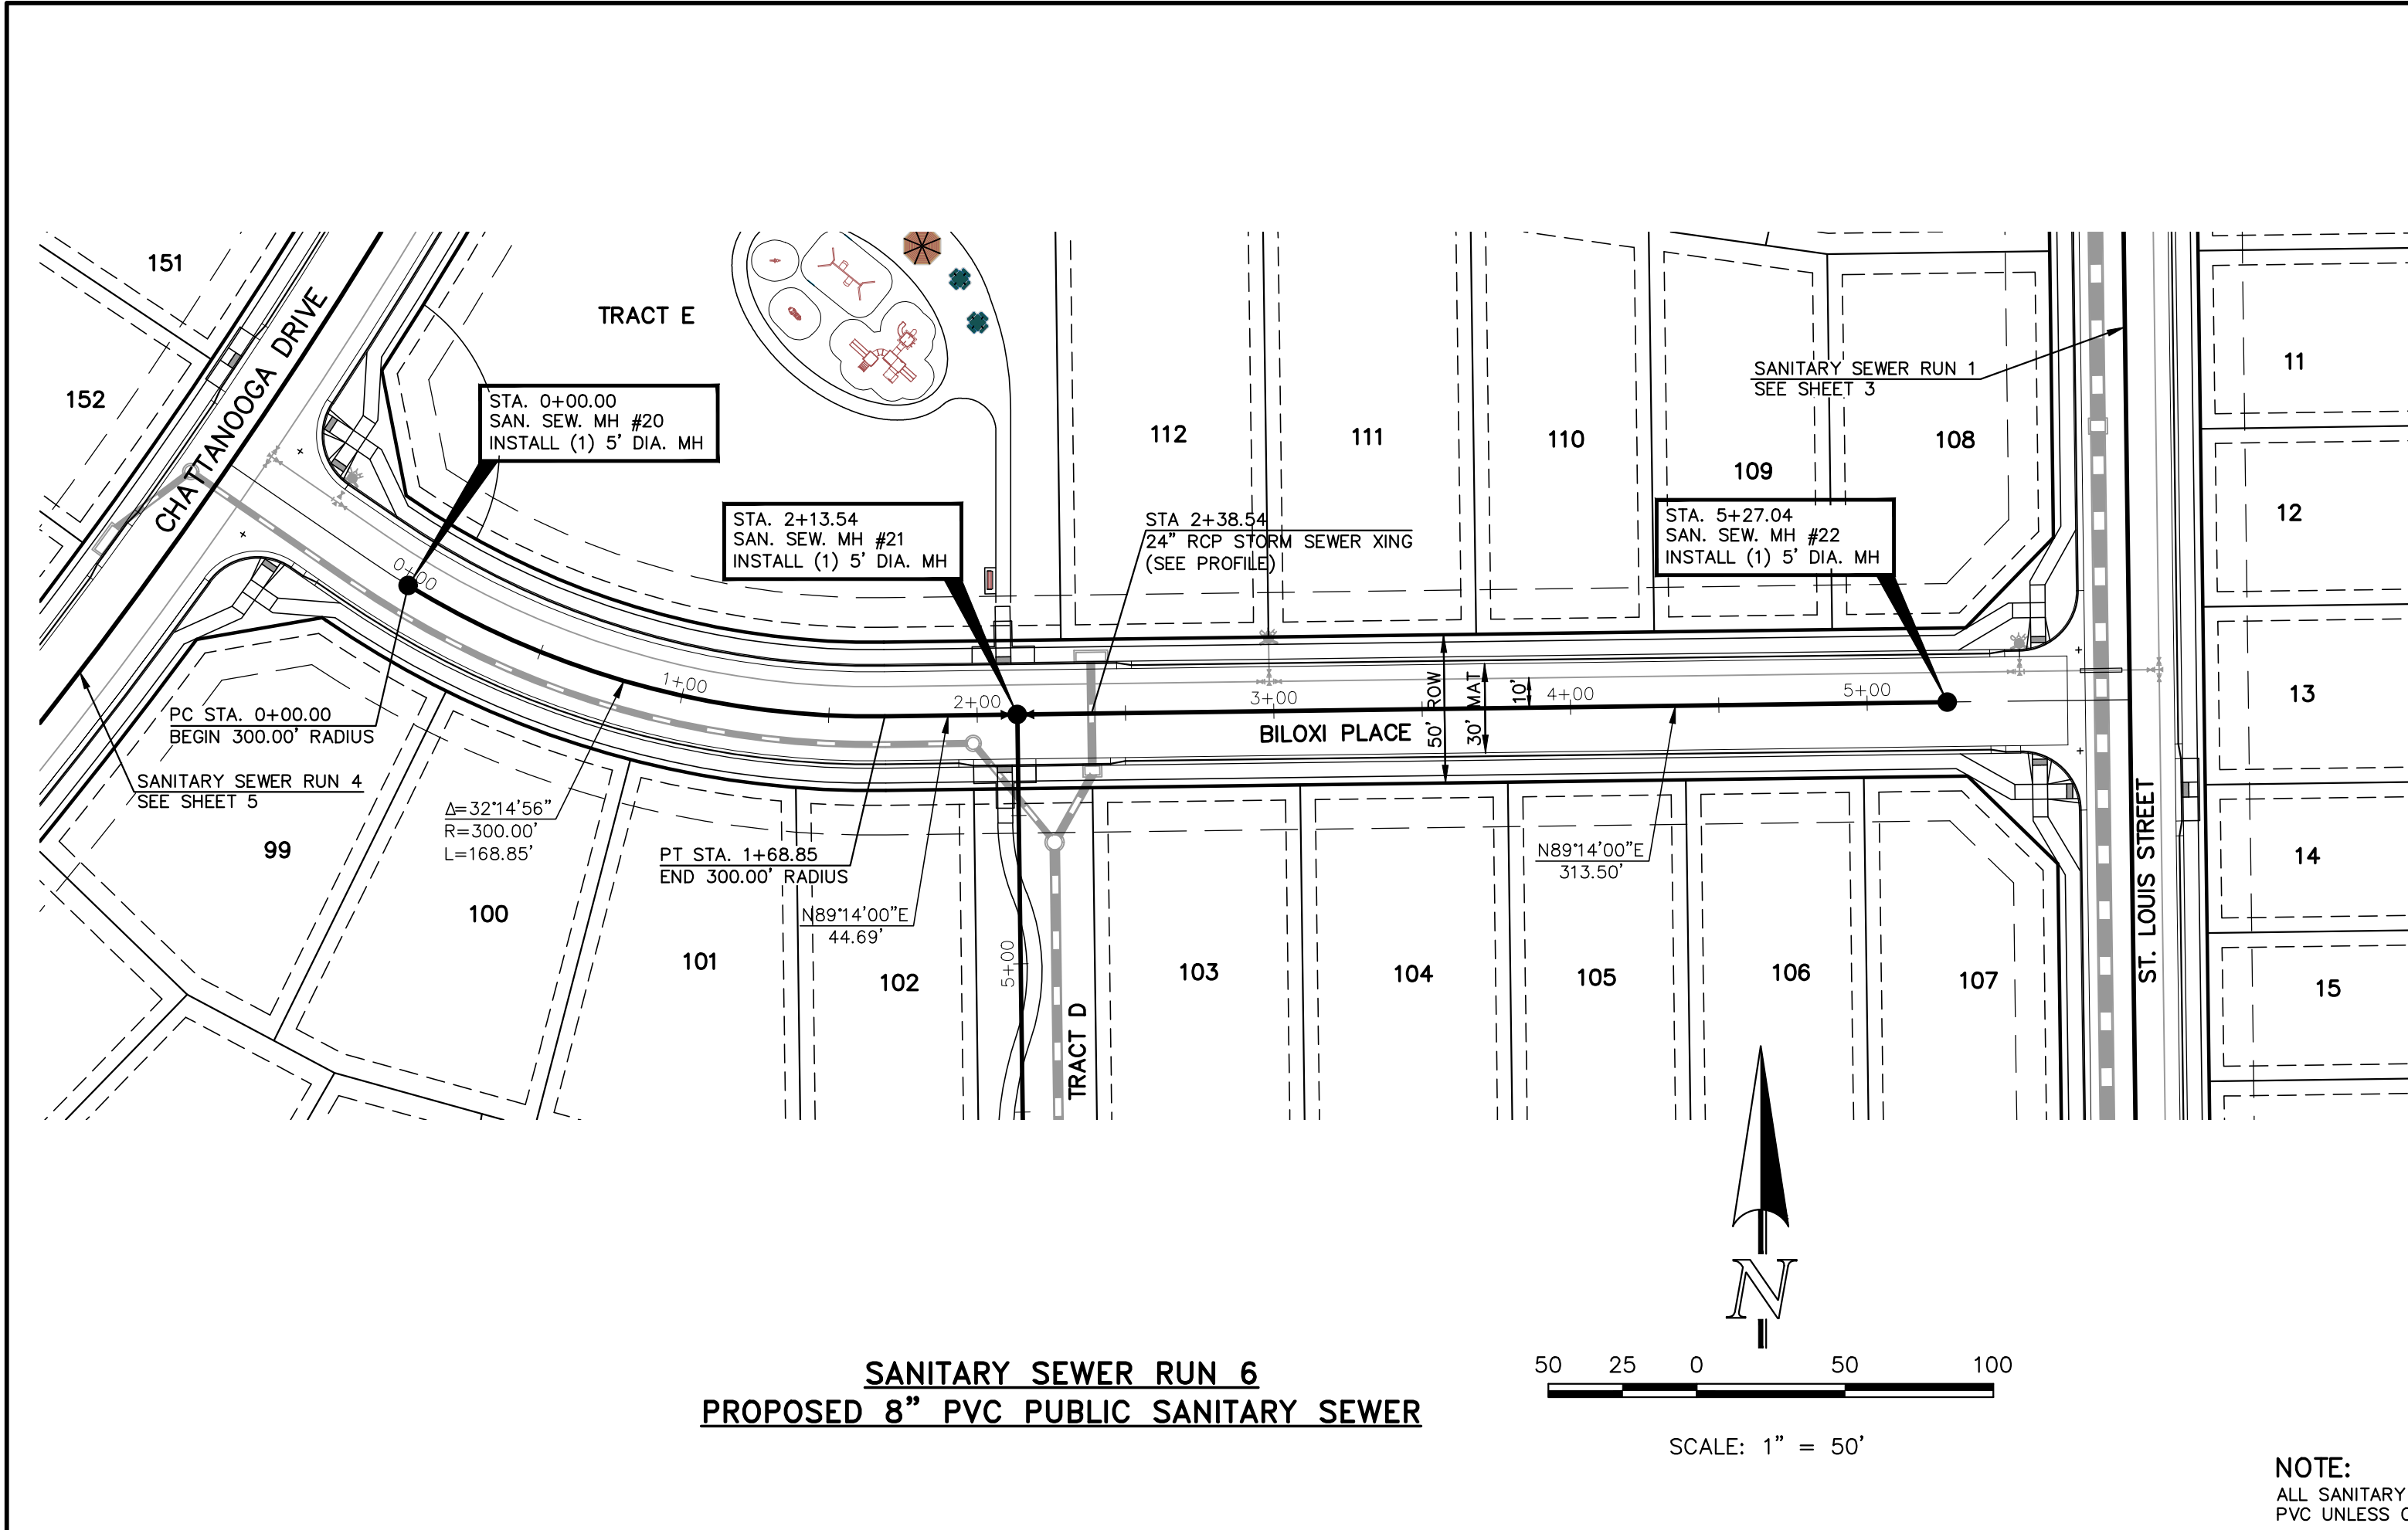 151
152
CHATTANOOGA DRIVE
TRACT E
STA. 0+00.00
SAN. SEW. MH #20
INSTALL (1) 5' DIA. MH
STA. 2+13.54
SAN. SEW. MH #21
INSTALL (1) 5' DIA. MH
STA 2+38.54
24" RCP STORM SEWER XING
(SEE PROFILE)
112
111
110
109
108
SANITARY SEWER RUN 1
SEE SHEET 3
STA. 5+27.04
SAN. SEW. MH #22
INSTALL (1) 5' DIA. MH
11
12
13
14
15
0+00
1+00
2+00
3+00
4+00
5+00
BILOXI PLACE
50' ROW
30' MAT
10'
PC STA. 0+00.00
BEGIN 300.00' RADIUS
SANITARY SEWER RUN 4
SEE SHEET 5
Δ=32°14'56"
R=300.00'
L=168.85'
PT STA. 1+68.85
END 300.00' RADIUS
N89°14'00"E
44.69'
N89°14'00"E
313.50'
99
100
101
102
5+00
TRACT D
103
104
105
106
107
ST. LOUIS STREET
N
SANITARY SEWER RUN 6
PROPOSED 8" PVC PUBLIC SANITARY SEWER
50 25 0 50 100
SCALE: 1" = 50'
NOTE:
ALL SANITARY
PVC UNLESS